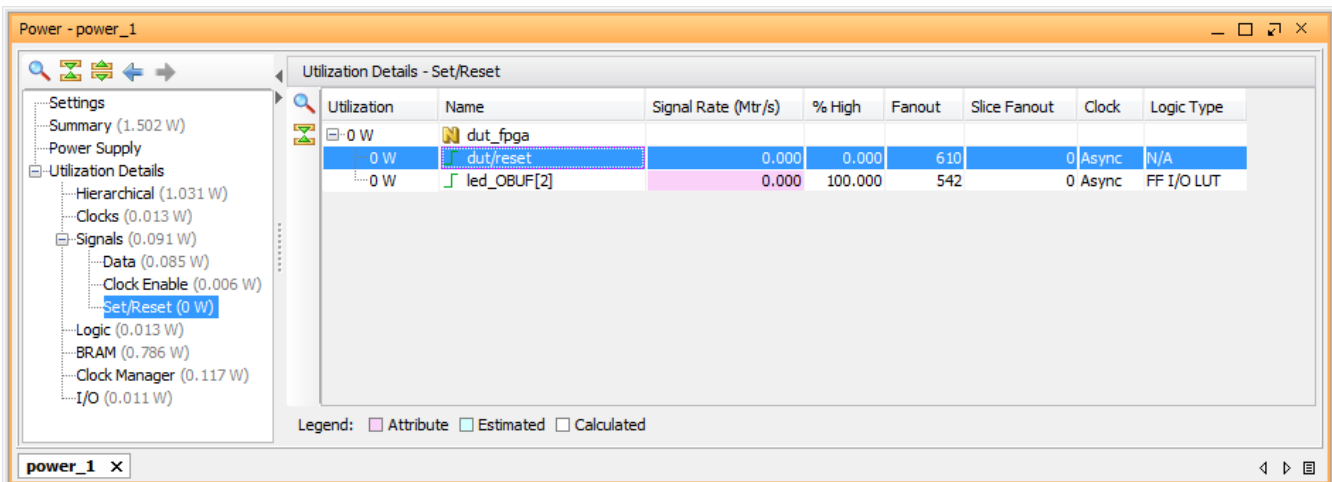 Power - power_1
Utilization Details - Set/Reset
Settings
Summary (1.502 W)
Power Supply
Utilization Details
Hierarchical (1.031 W)
Clocks (0.013 W)
Signals (0.091 W)
Data (0.085 W)
Clock Enable (0.006 W)
Set/Reset (0 W)
Logic (0.013 W)
BRAM (0.786 W)
Clock Manager (0.117 W)
I/O (0.011 W)
Utilization Name Signal Rate (Mtr/s) % High Fanout Slice Fanout Clock Logic Type
0 W dut_fpga
0 W dut/reset 0.000 0.000 610 0 Async N/A
0 W led_OBUF[2] 0.000 100.000 542 0 Async FF I/O LUT
Legend: Attribute Estimated Calculated
power_1